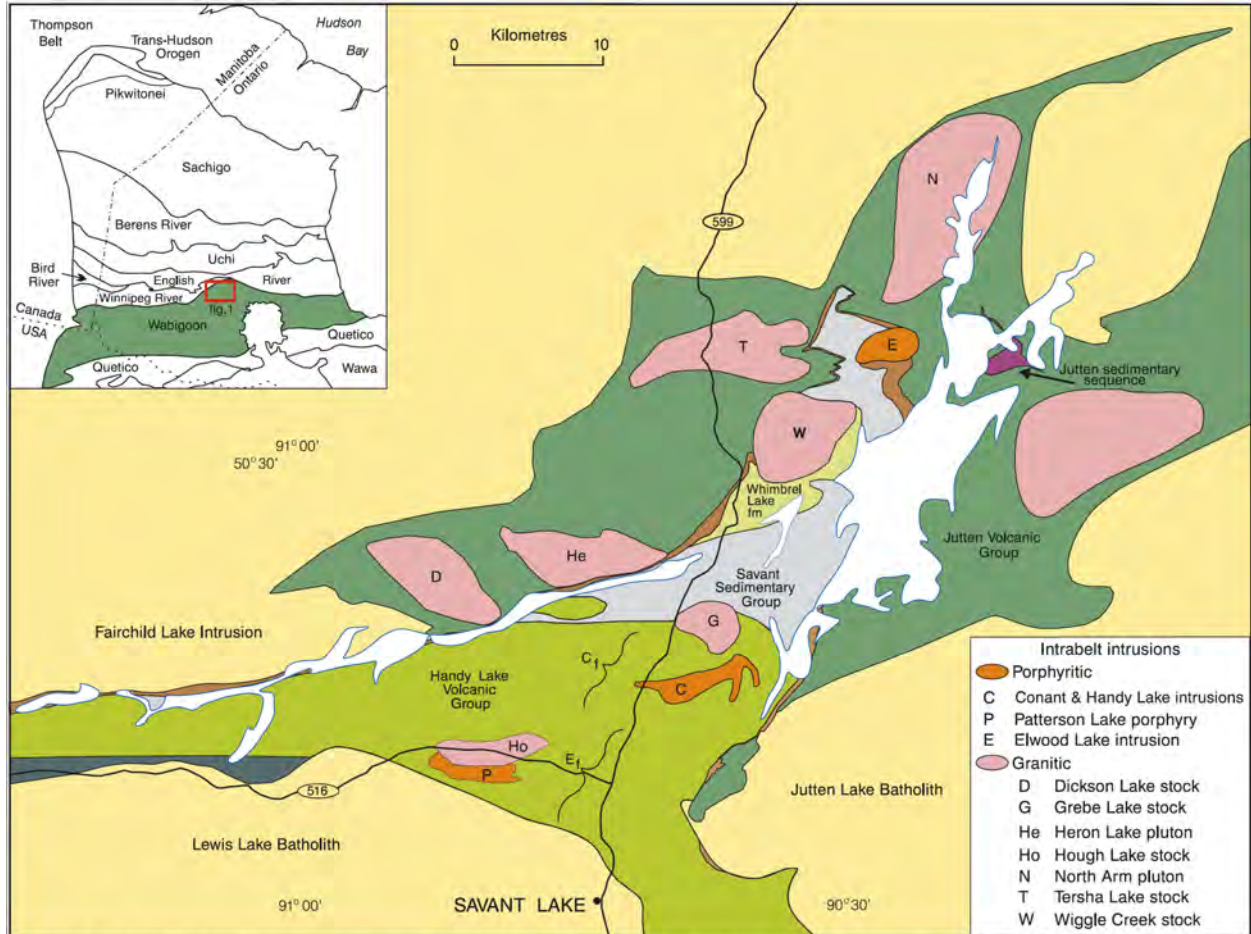 Thompson
Belt
Trans-Hudson
Orogen
Hudson
Bay
Manitoba
Ontario
Pikwitonei
Sachigo
Berens River
Uchi
Bird
River
English
River
Winnipeg River
fig,1
Canada
USA
Wabigoon
Quetico
Quetico
Wawa
Kilometres
0
10
599
N
T
E
Jutten sedimentary
sequence
91° 00'
50° 30'
W
Whimbrel
Lake
fm
Jutten Volcanic
Group
He
D
Savant
Sedimentary
Group
G
Fairchild Lake Intrusion
Cf
Handy Lake
Volcanic
Group
C
Ho
Ef
P
516
Jutten Lake Batholith
Lewis Lake Batholith
91° 00'
SAVANT LAKE
90° 30'
Intrabelt intrusions
Porphyritic
C Conant & Handy Lake intrusions
P Patterson Lake porphyry
E Elwood Lake intrusion
Granitic
D Dickson Lake stock
G Grebe Lake stock
He Heron Lake pluton
Ho Hough Lake stock
N North Arm pluton
T Tersha Lake stock
W Wiggle Creek stock